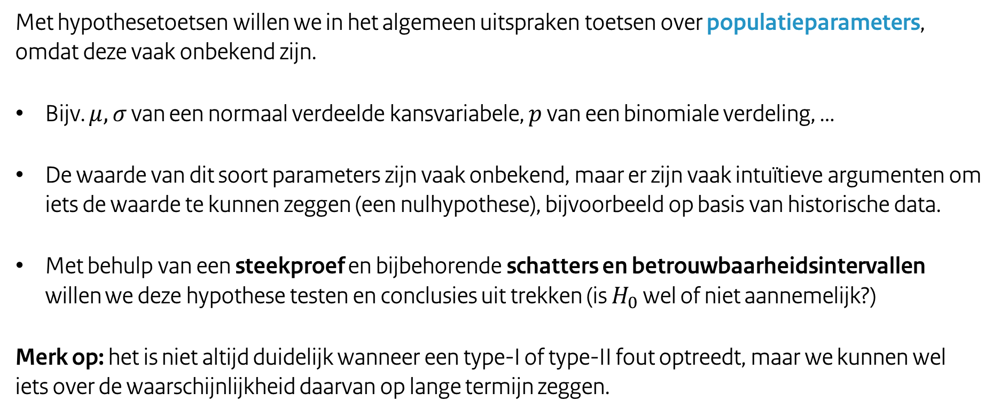 Met hypothesetoetsen willen we in het algemeen uitspraken toetsen over populatieparameters,
omdat deze vaak onbekend zijn.
• Bijv. μ, σ van een normaal verdeelde kansvariabele, p van een binomiale verdeling, ...
• De waarde van dit soort parameters zijn vaak onbekend, maar er zijn vaak intuïtieve argumenten om
iets de waarde te kunnen zeggen (een nulhypothese), bijvoorbeeld op basis van historische data.
• Met behulp van een steekproef en bijbehorende schatters en betrouwbaarheidsintervallen
willen we deze hypothese testen en conclusies uit trekken (is H₀ wel of niet aannemelijk?)
Merk op: het is niet altijd duidelijk wanneer een type-I of type-II fout optreedt, maar we kunnen wel
iets over de waarschijnlijkheid daarvan op lange termijn zeggen.